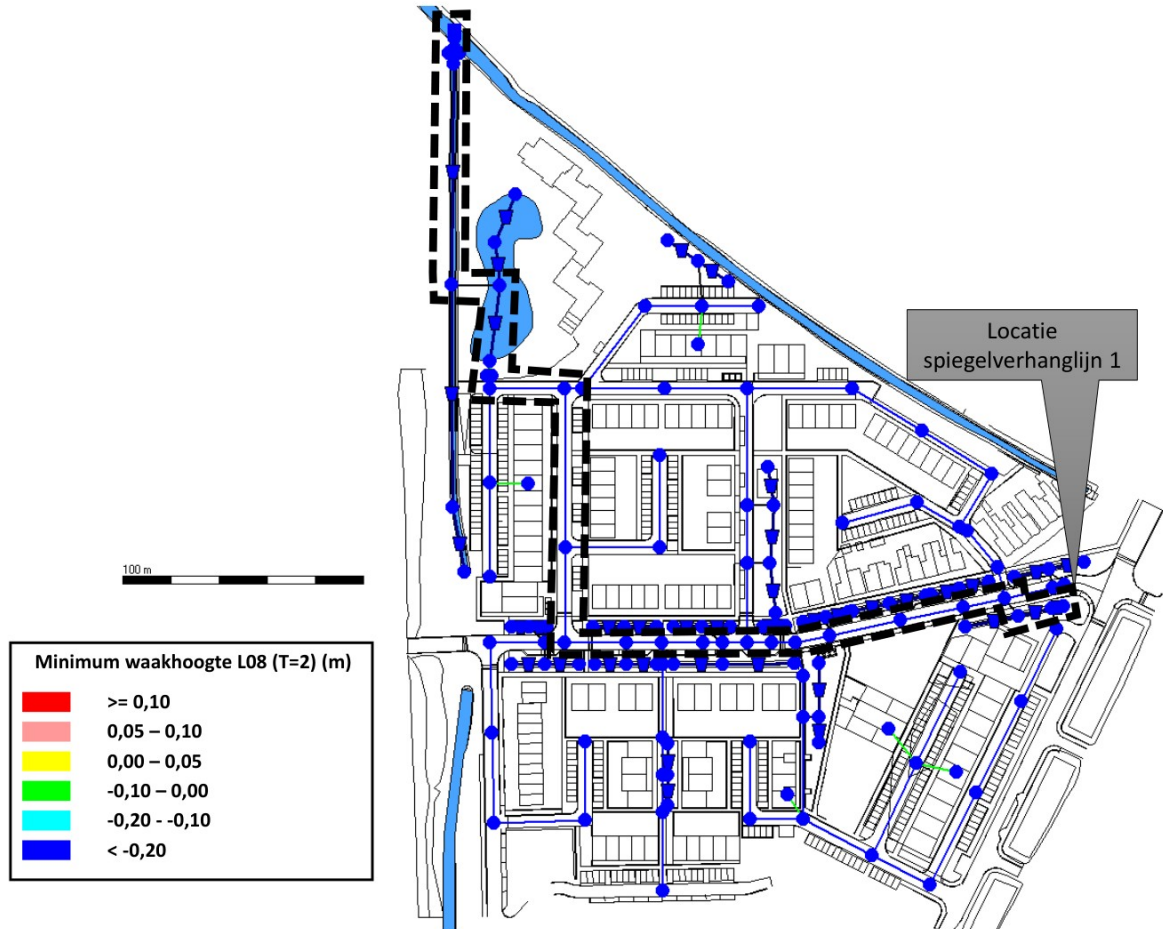 Locatie
spiegelverhanglijn 1
100 m
Minimum waakhoogte L08 (T=2) (m)
>= 0,10
0,05 – 0,10
0,00 – 0,05
-0,10 – 0,00
-0,20 - -0,10
< -0,20